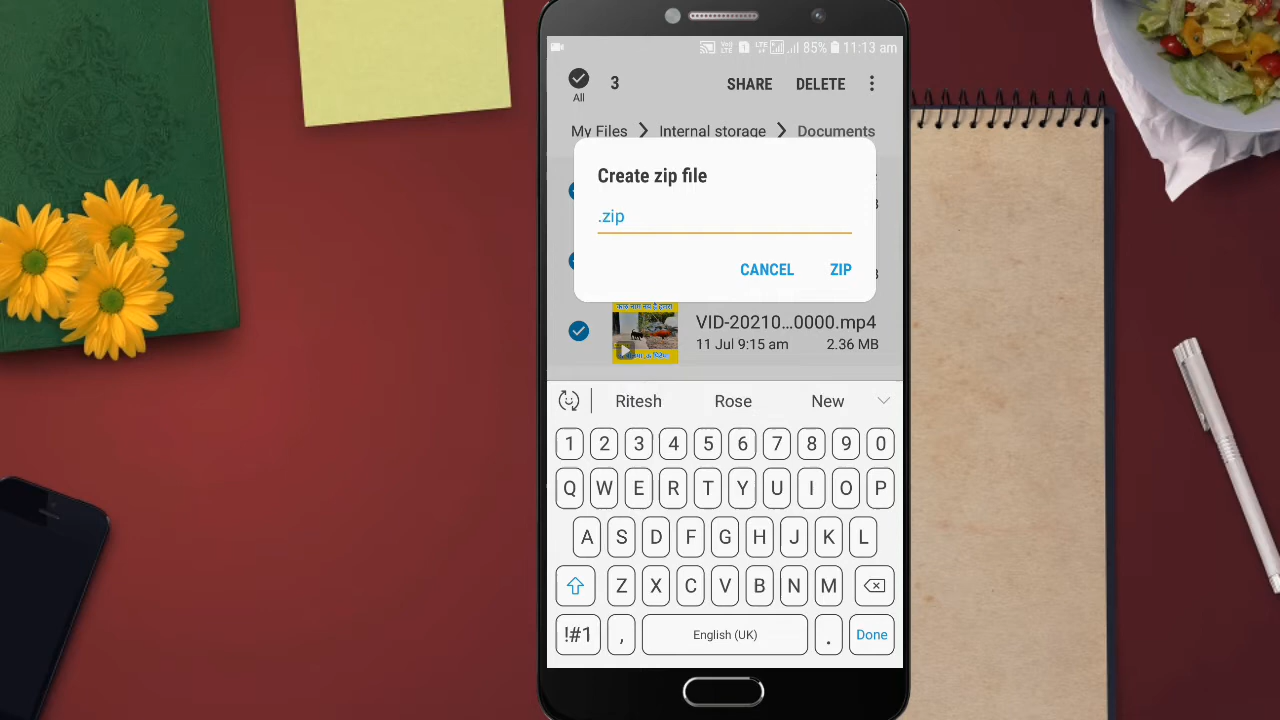 85% 11:13 am
All
3
SHARE
DELETE
My Files > Internal storage > Documents
Create zip file
.zip
CANCEL
ZIP
VID-20210...0000.mp4
11 Jul 9:15 am
2.36 MB
Ritesh
Rose
New
1 2 3 4 5 6 7 8 9 0
Q W E R T Y U I O P
A S D F G H J K L
Z X C V B N M
!#1 , English (UK) . Done